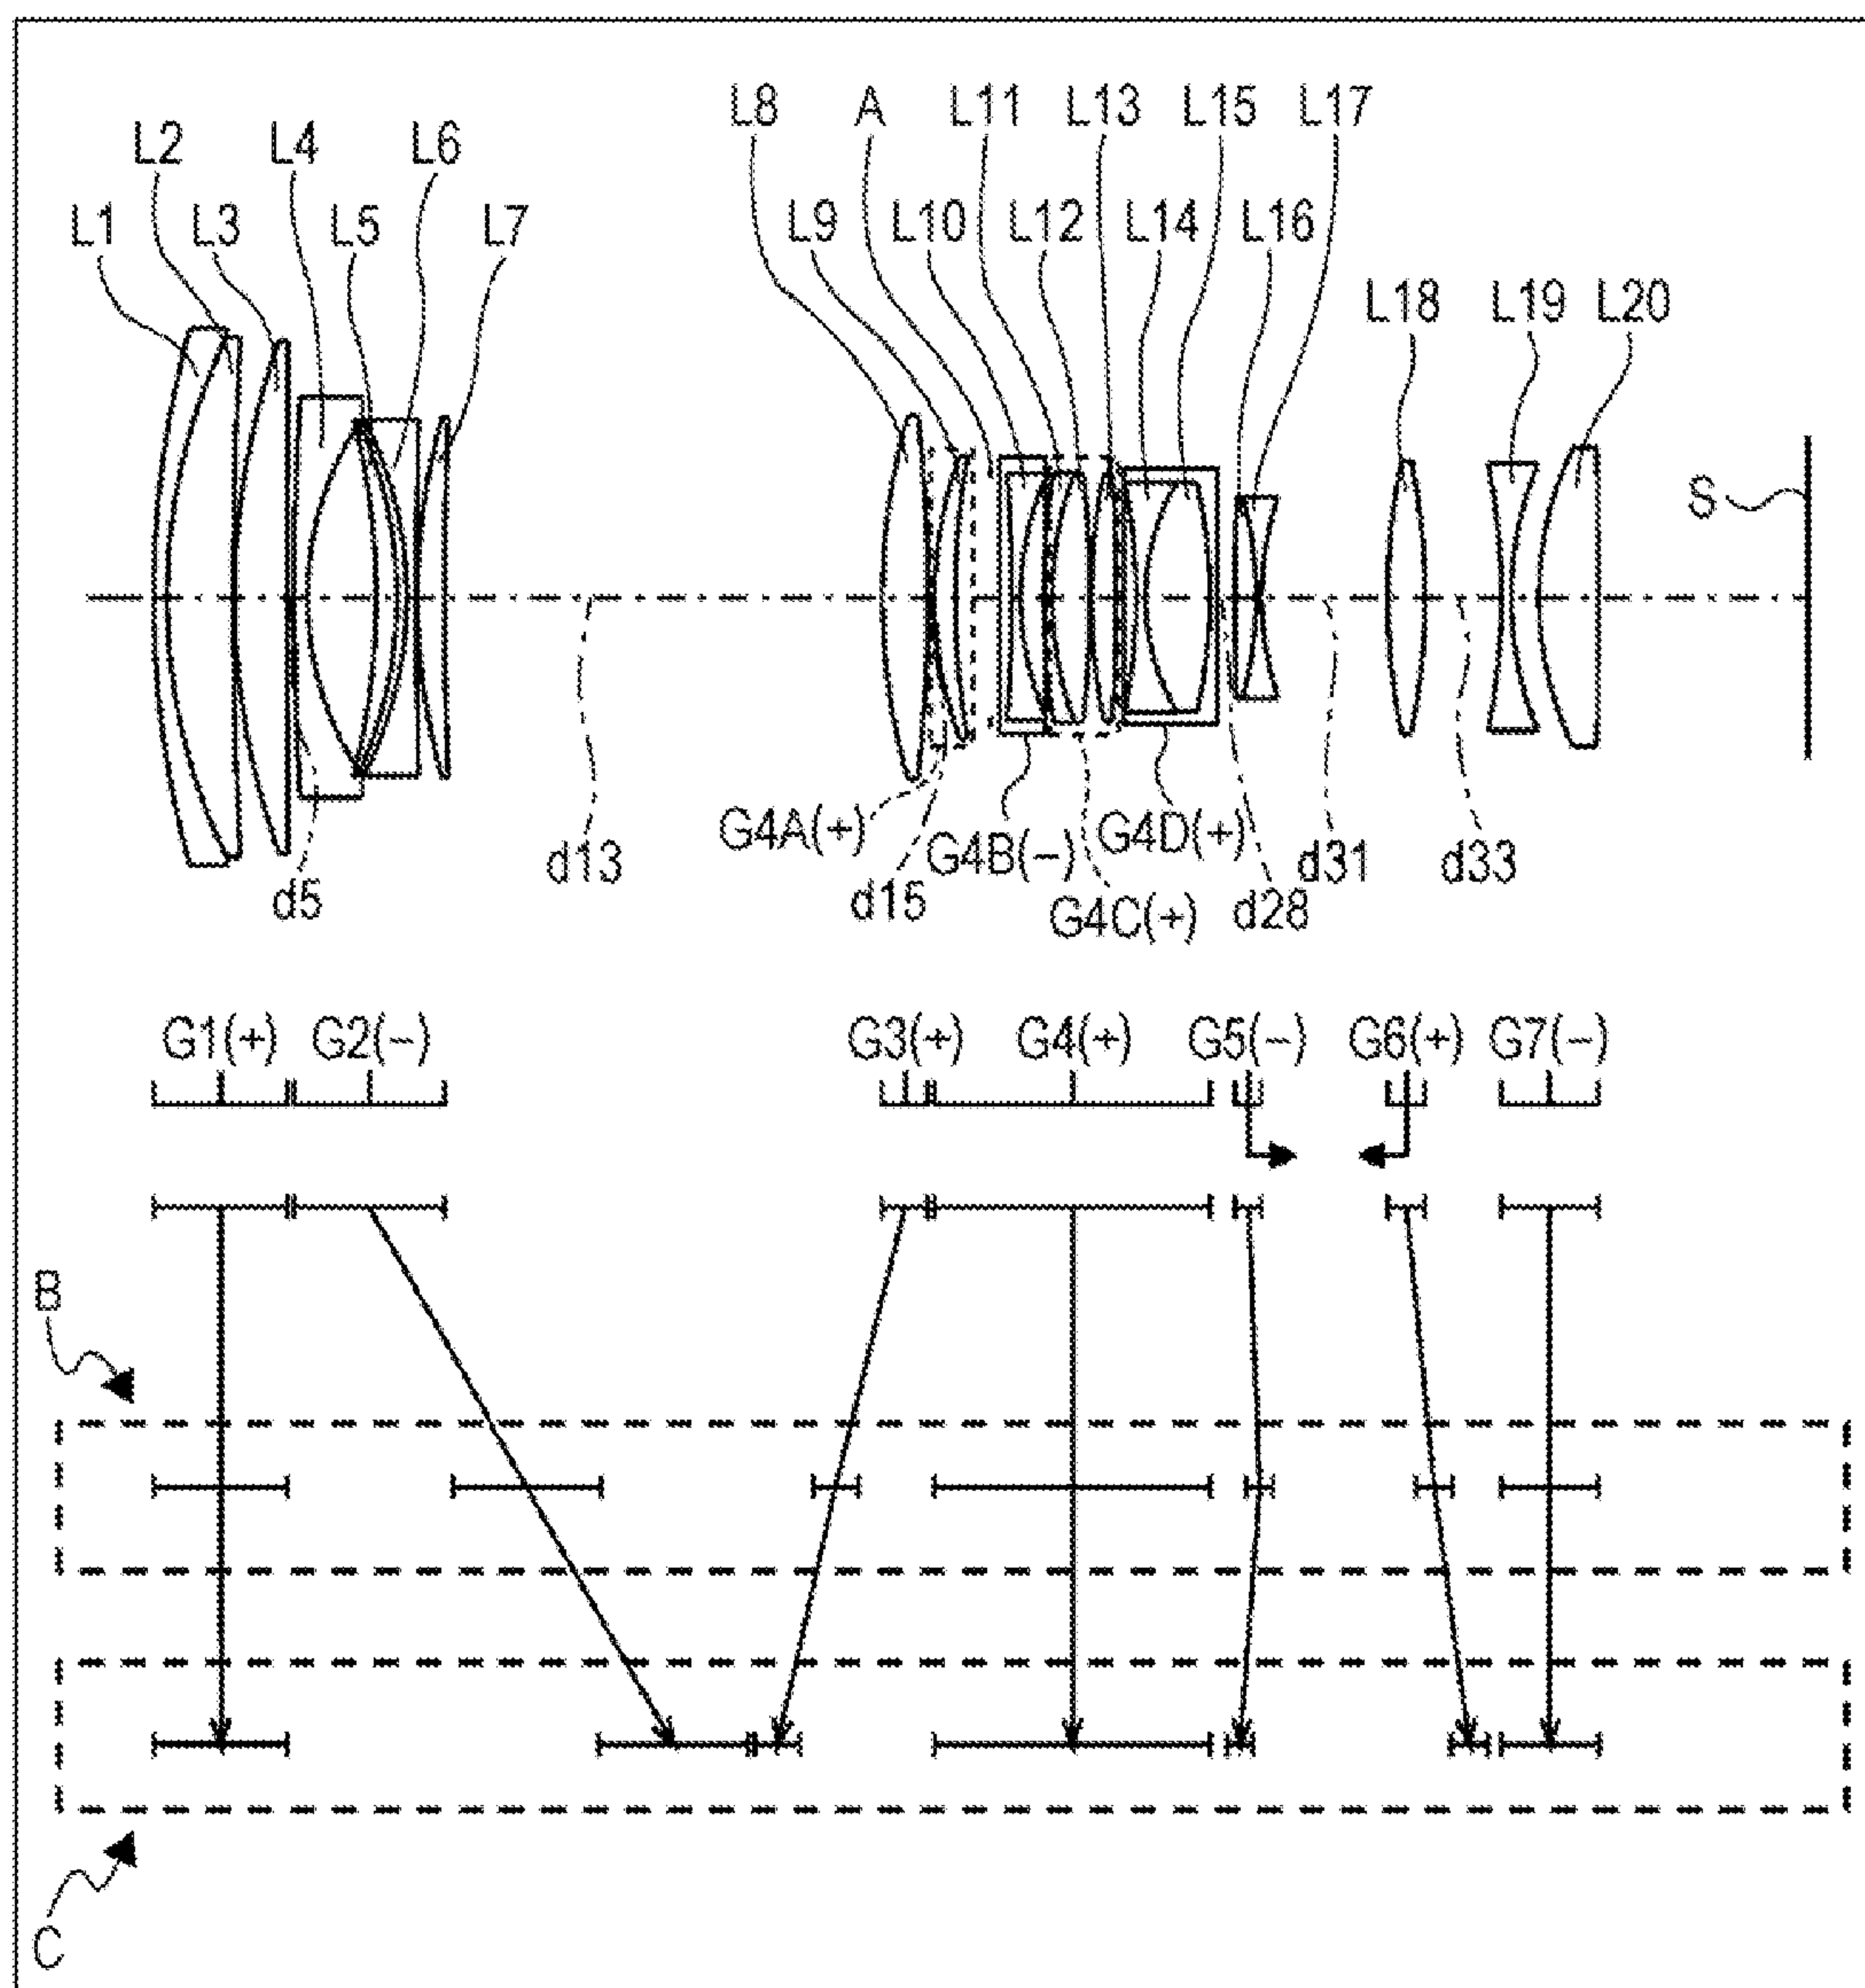 L8 A L11 L13 L15 L17
L2 L4 L6
L1 L3 L5 L7 L9 L10 L12 L14 L16
L18 L19 L20
S
G4A(+) G4B(−) G4D(+)
d5 d13 d15 G4C(+) d28 d31 d33
G1(+) G2(−) G3(+) G4(+) G5(−) G6(+) G7(−)
B
C